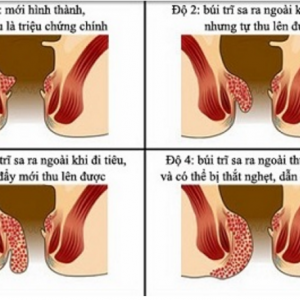 : mới hình thành,
u là triệu chứng chính
Độ 2: búi trĩ sa ra ngoài k
nhưng tự thu lên đư
trĩ sa ra ngoài khi đi tiêu,
đẩy mới thu lên được
Độ 4: búi trĩ sa ra ngoài th
và có thể bị thắt nghẹt, dẫn